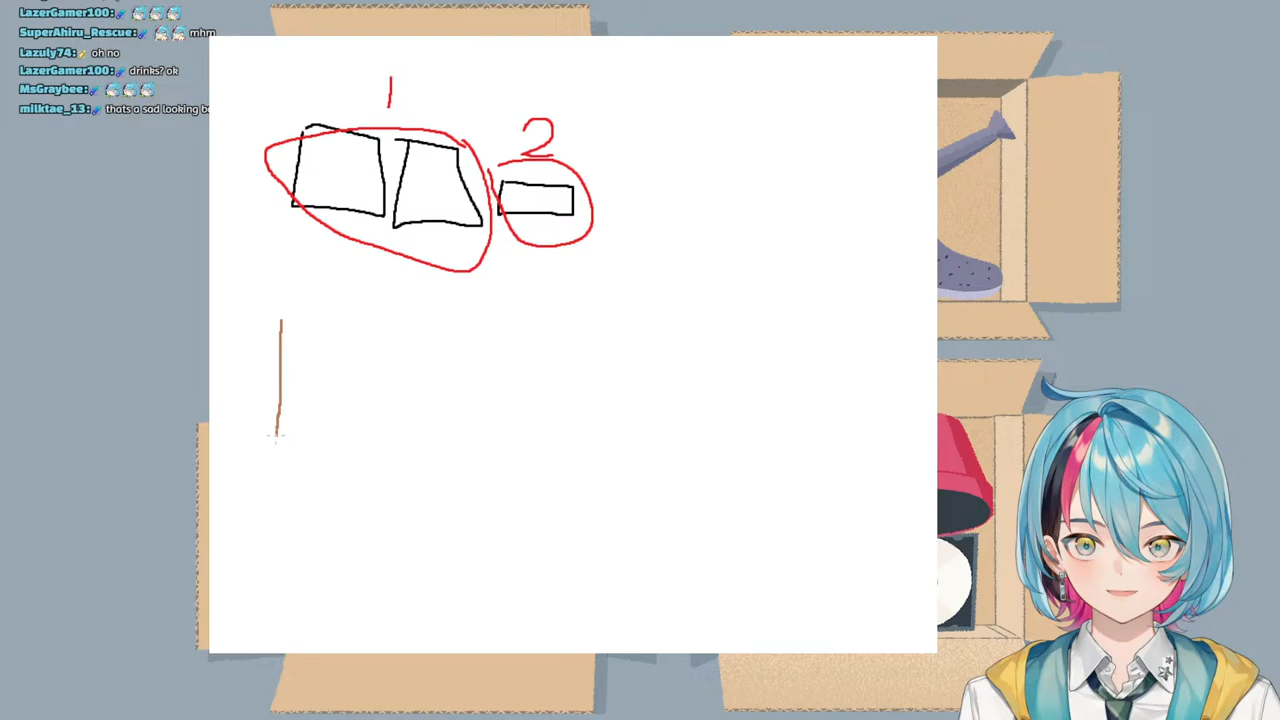 LazerGamer100:
SuperAhiru_Rescue: mhm
Lazuly74: oh no
LazerGamer100: drinks? ok
MsGraybee:
milktae_13: thats a sad looking
1
2